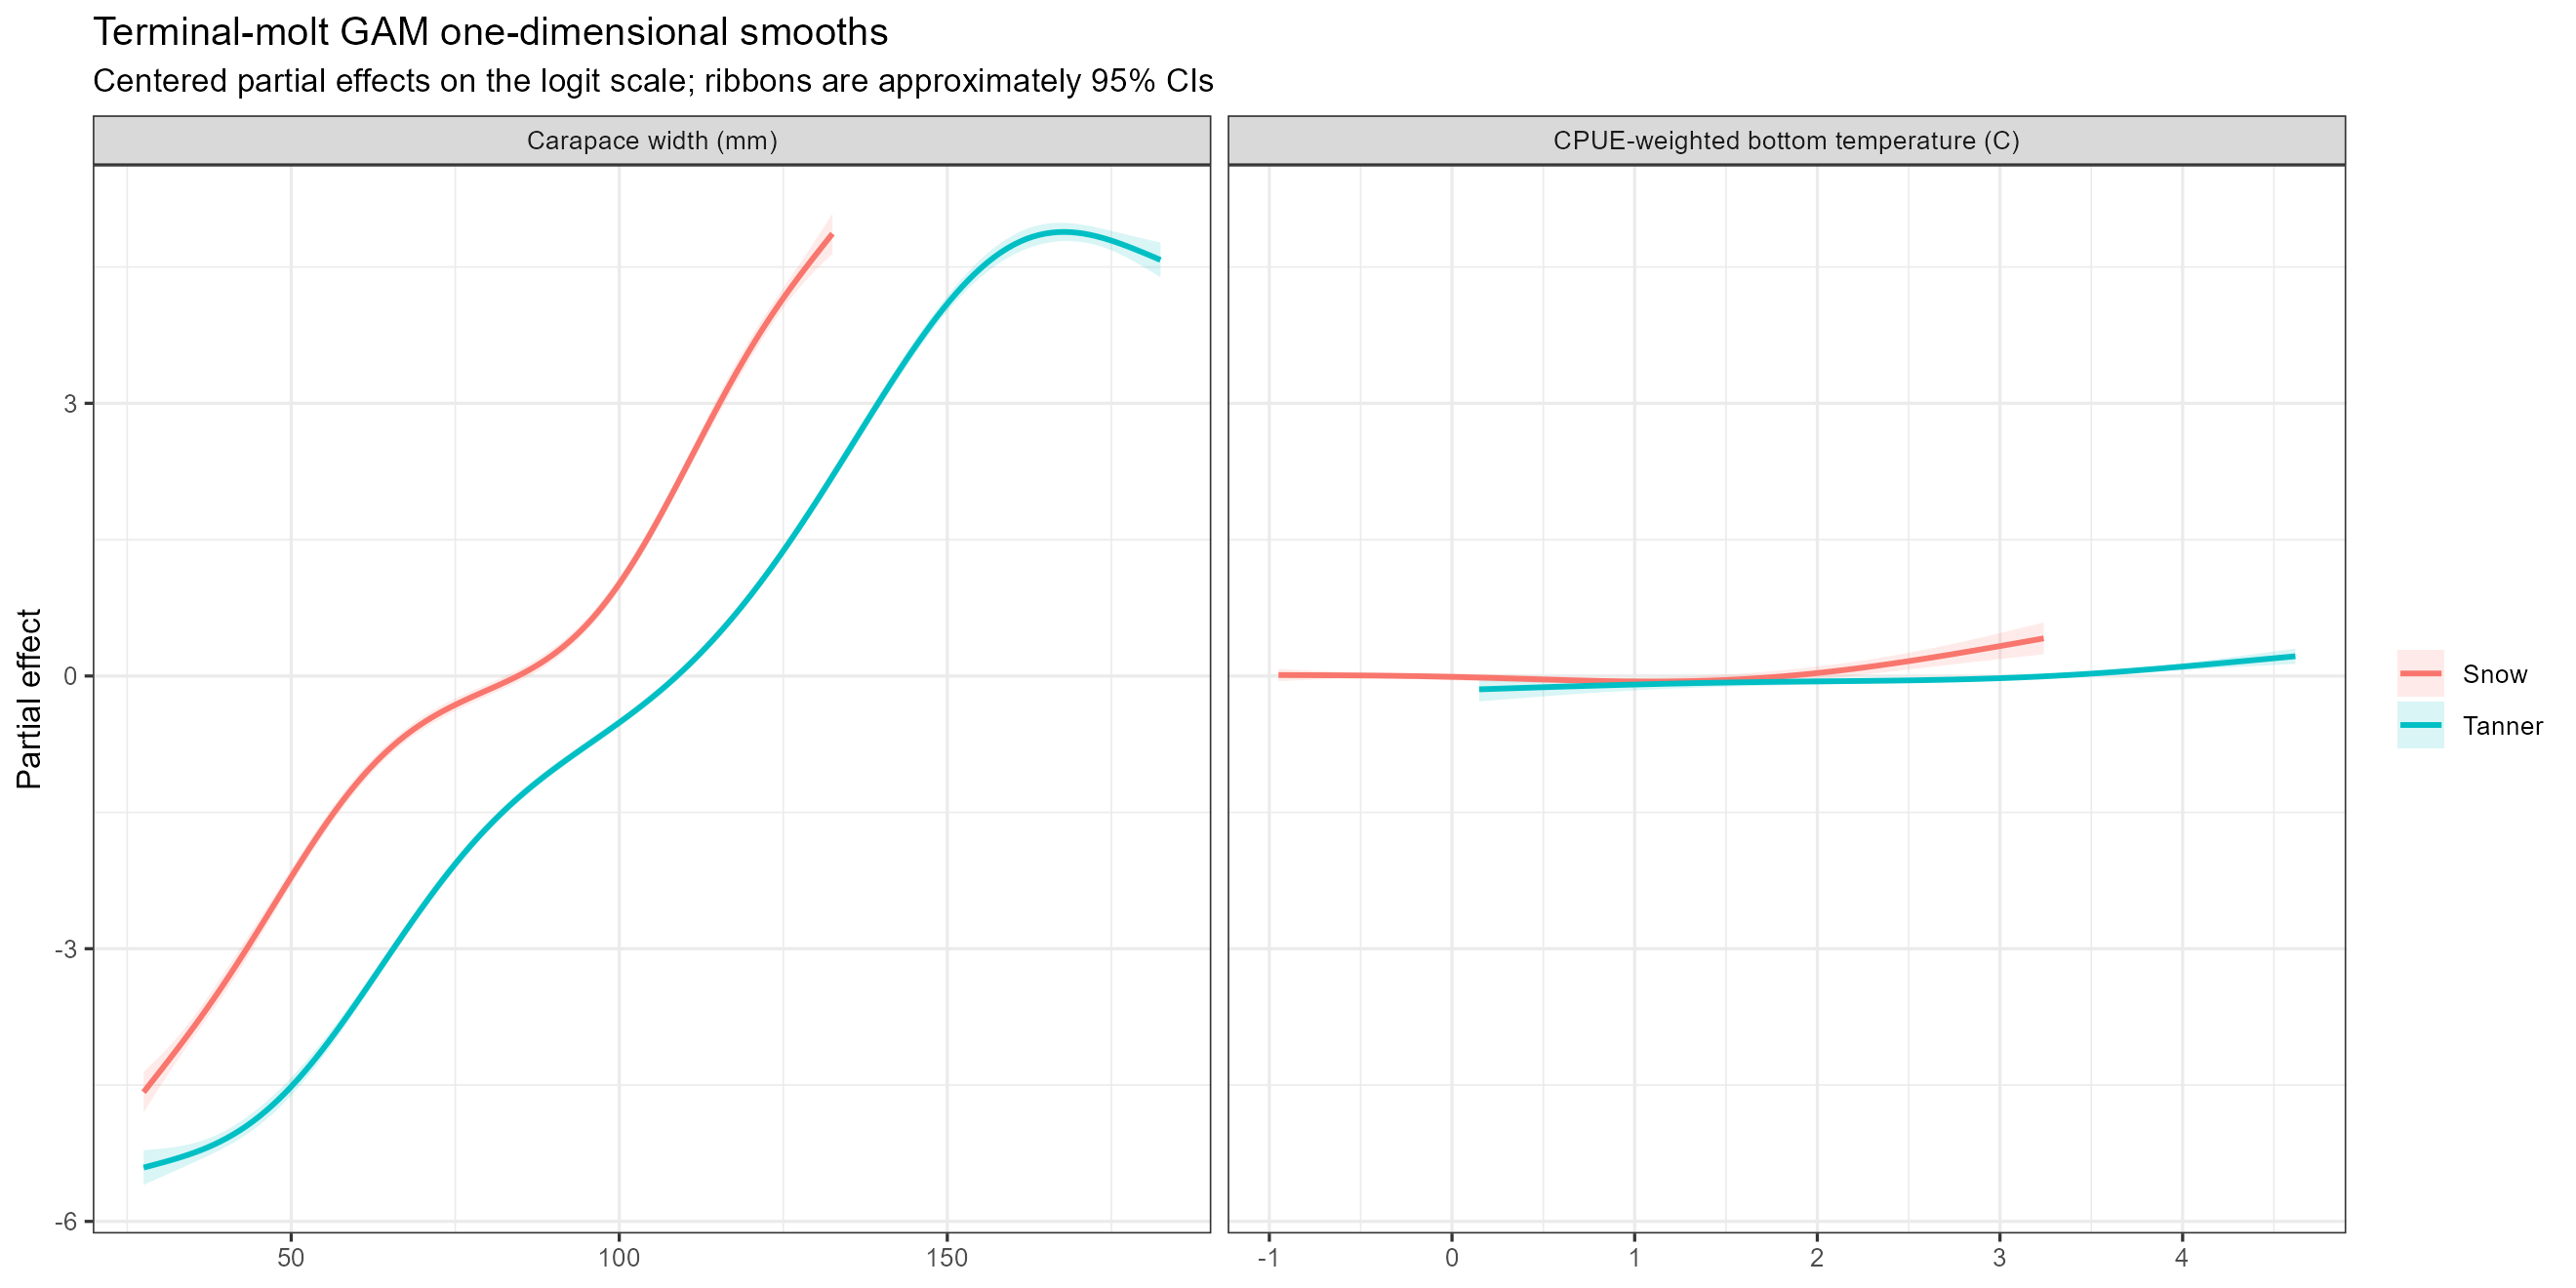 Terminal-molt GAM one-dimensional smooths
Centered partial effects on the logit scale; ribbons are approximately 95% CIs
Carapace width (mm)
CPUE-weighted bottom temperature (C)
Partial effect
3
0
-3
-6
50
100
150
-1
0
1
2
3
4
Snow
Tanner